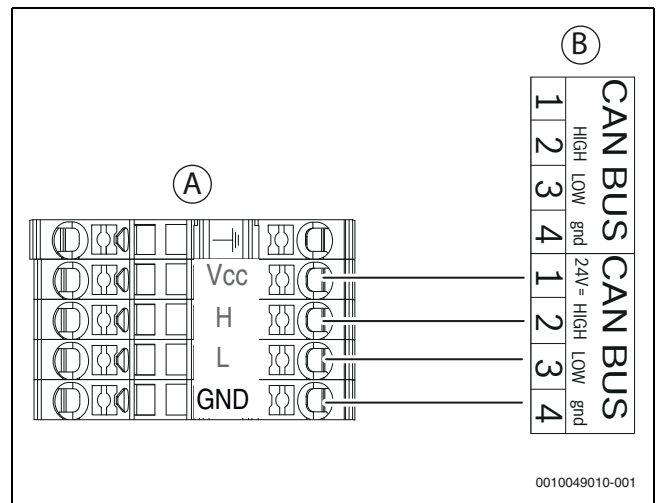 B
CAN BUS
1
2 HIGH
3 LOW
4 gnd
CAN BUS
1 24V=
2 HIGH
3 LOW
4 gnd
A
Vcc
H
L
GND
0010049010-001